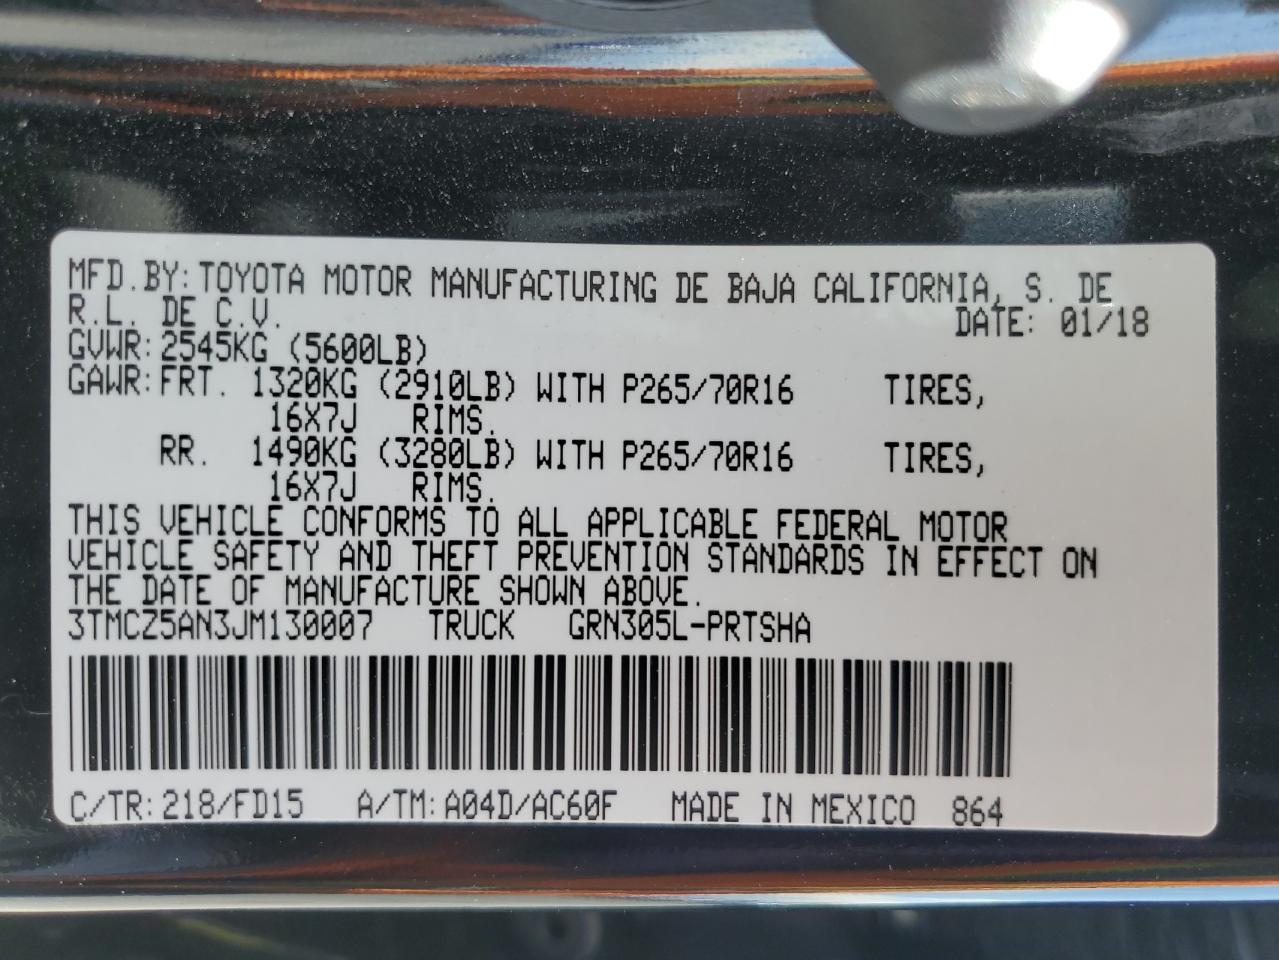 MFD.BY:TOYOTA MOTOR MANUFACTURING DE BAJA CALIFORNIA, S. DE
R.L. DE C.V. DATE: 01/18
GVWR:2545KG (5600LB)
GAWR:FRT. 1320KG (2910LB) WITH P265/70R16 TIRES,
16X7J RIMS.
RR. 1490KG (3280LB) WITH P265/70R16 TIRES,
16X7J RIMS.
THIS VEHICLE CONFORMS TO ALL APPLICABLE FEDERAL MOTOR
VEHICLE SAFETY AND THEFT PREVENTION STANDARDS IN EFFECT ON
THE DATE OF MANUFACTURE SHOWN ABOVE.
3TMCZ5AN3JM130007 TRUCK GRN305L-PRTSHA
C/TR:218/FD15 A/TM:A04D/AC60F MADE IN MEXICO 864